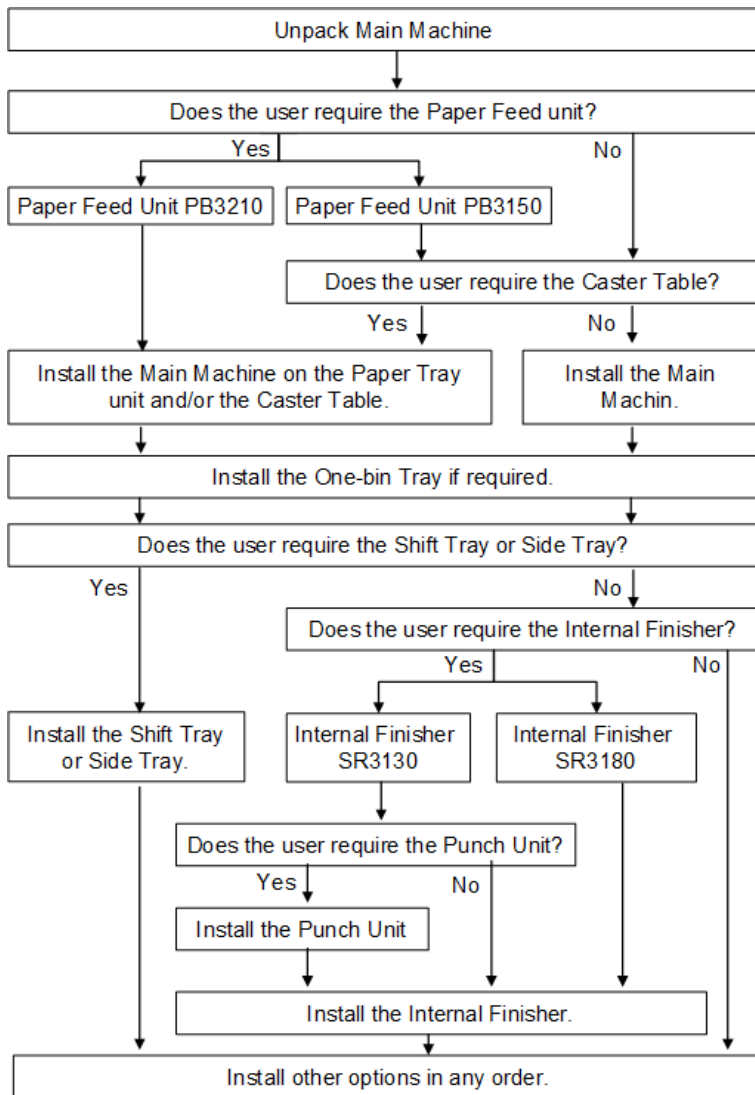 Unpack Main Machine
Does the user require the Paper Feed unit?
Yes
No
Paper Feed Unit PB3210
Paper Feed Unit PB3150
Does the user require the Caster Table?
Yes
No
Install the Main Machine on the Paper Tray
unit and/or the Caster Table.
Install the Main
Machin.
Install the One-bin Tray if required.
Does the user require the Shift Tray or Side Tray?
Yes
No
Does the user require the Internal Finisher?
Yes
No
Install the Shift Tray
or Side Tray.
Internal Finisher
SR3130
Internal Finisher
SR3180
Does the user require the Punch Unit?
Yes
No
Install the Punch Unit
Install the Internal Finisher.
Install other options in any order.